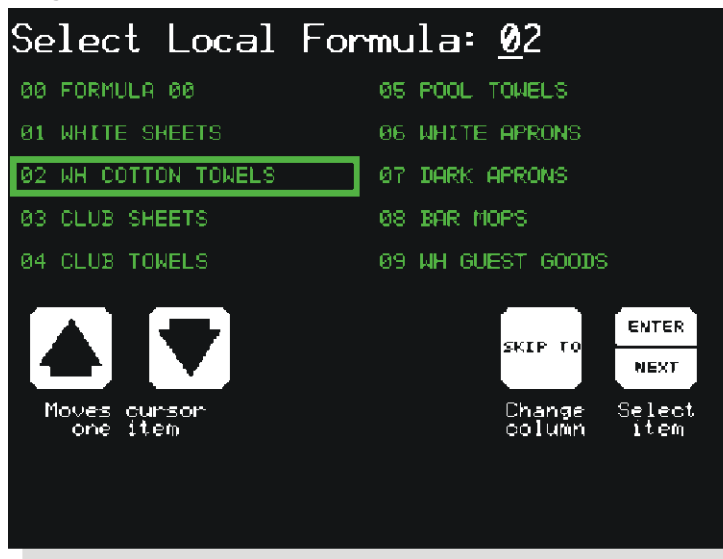 Select Local Formula: 02
00 FORMULA 00
01 WHITE SHEETS
02 WH COTTON TOWELS
03 CLUB SHEETS
04 CLUB TOWELS
05 POOL TOWELS
06 WHITE APRONS
07 DARK APRONS
08 BAR MOPS
09 WH GUEST GOODS
Moves cursor
one item
SKIP TO
Change
column
ENTER
NEXT
Select
item